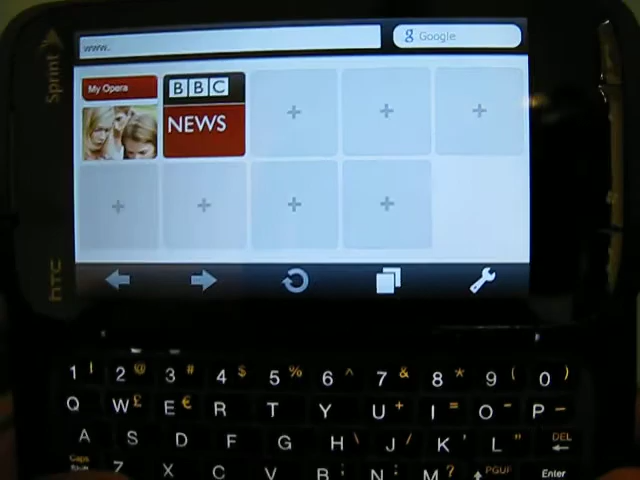 Sprint
hTC
www.
g Google
My Opera
BBC
NEWS
1 ! 2 @ 3 # 4 $ 5 % 6 ^ 7 & 8 * 9 ( 0 )
Q W £ E € R T Y U + I = O - P _
A S D F G H \ J / K ' L " DEL
Caps Z X C V B ; N : M ? PGUP Enter